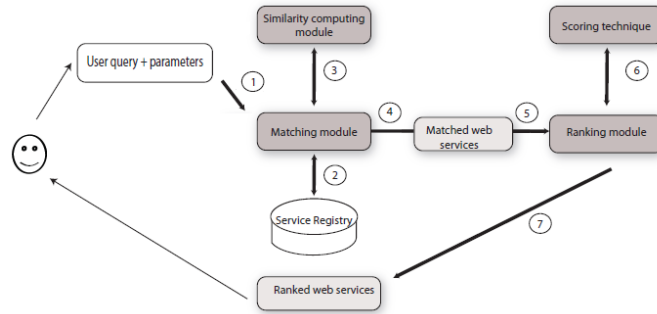 Similarity computing
module
Scoring technique
User query + parameters
1
3
6
4
5
Matching module
Matched web
services
Ranking module
2
Service Registry
7
Ranked web services